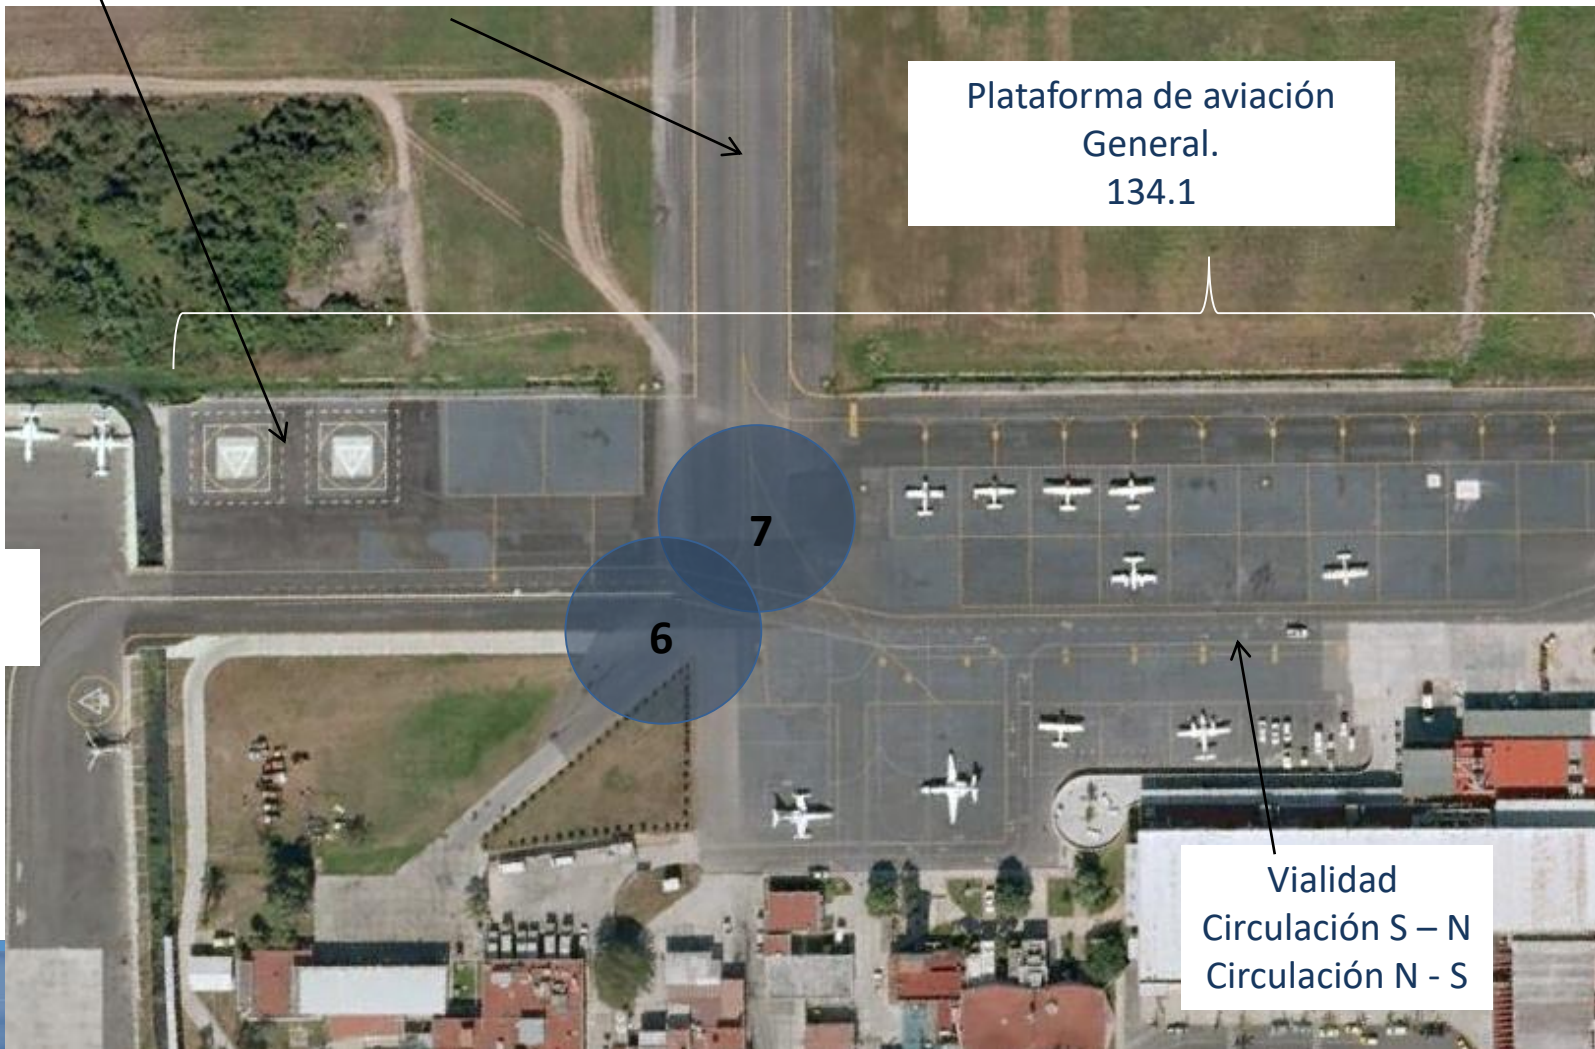 Plataforma de aviación
General.
134.1
7
6
Vialidad
Circulación S – N
Circulación N - S